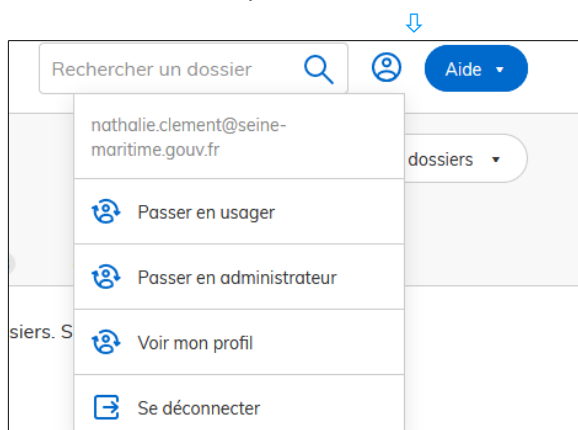 Rechercher un dossier
Aide
nathalie.clement@seine-
maritime.gouv.fr
dossiers
Passer en usager
Passer en administrateur
siers. S
Voir mon profil
Se déconnecter